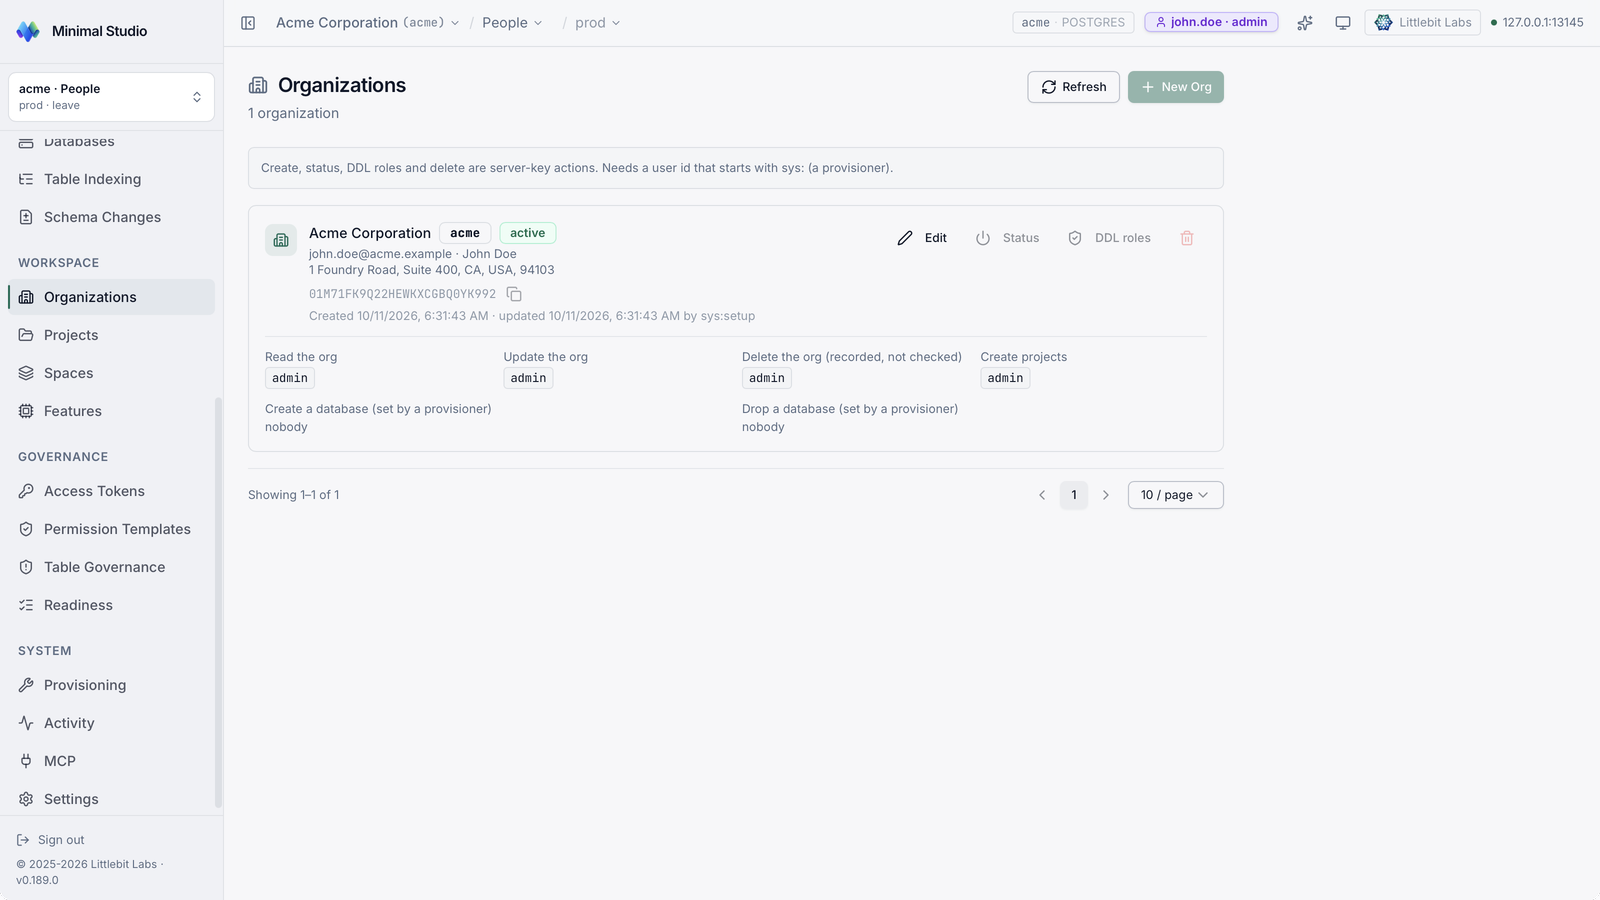 Minimal Studio
acme · People
prod · leave
Databases
Table Indexing
Schema Changes
WORKSPACE
Organizations
Projects
Spaces
Features
GOVERNANCE
Access Tokens
Permission Templates
Table Governance
Readiness
SYSTEM
Provisioning
Activity
MCP
Settings
Sign out
© 2025-2026 Littlebit Labs ·
v0.189.0
Acme Corporation (acme) / People / prod
acme · POSTGRES
john.doe · admin
Littlebit Labs
127.0.0.1:13145
Organizations
1 organization
Refresh
New Org
Create, status, DDL roles and delete are server-key actions. Needs a user id that starts with sys: (a provisioner).
Acme Corporation acme active
Edit Status DDL roles
john.doe@acme.example · John Doe
1 Foundry Road, Suite 400, CA, USA, 94103
01M71FK9Q22HEWKXCGBQ0YK992
Created 10/11/2026, 6:31:43 AM · updated 10/11/2026, 6:31:43 AM by sys:setup
Read the org
admin
Update the org
admin
Delete the org (recorded, not checked)
admin
Create projects
admin
Create a database (set by a provisioner)
nobody
Drop a database (set by a provisioner)
nobody
Showing 1–1 of 1
1
10 / page